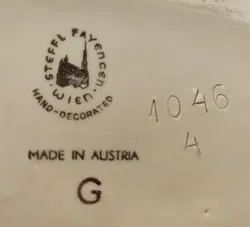 STEFFL FAYENCEN
WIEN
HAND-DECORATED
1046
4
MADE IN AUSTRIA
G